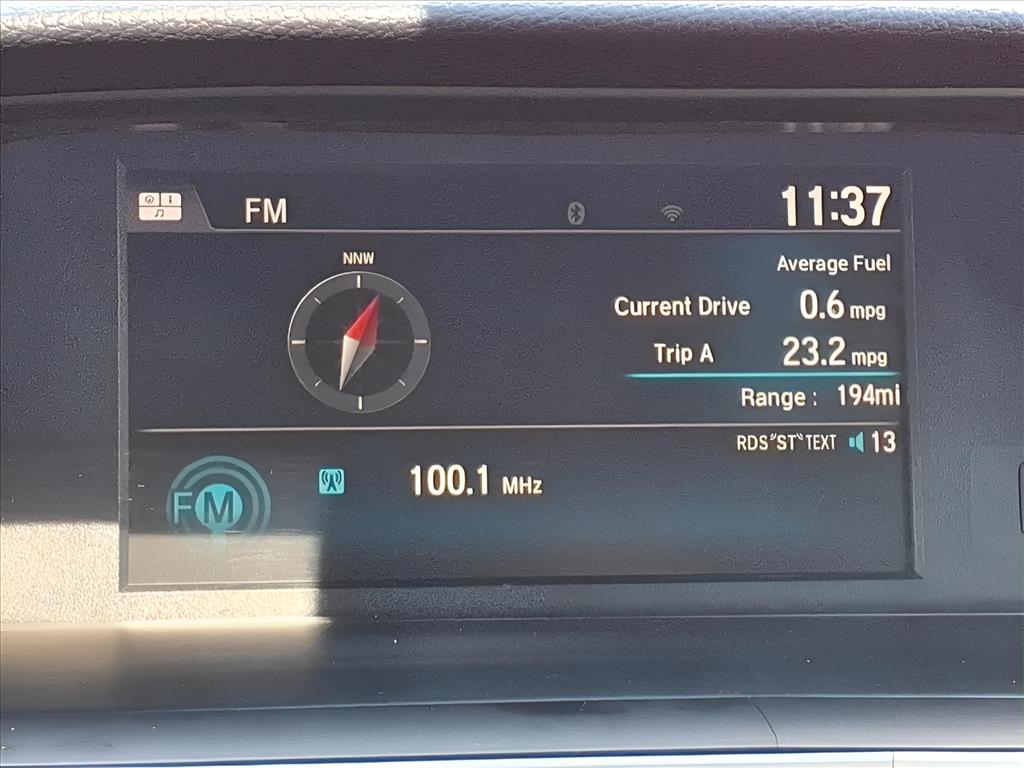 FM
11:37
NNW
Average Fuel
Current Drive 0.6 mpg
Trip A 23.2 mpg
Range : 194mi
RDS"ST"TEXT 13
FM
100.1 MHz